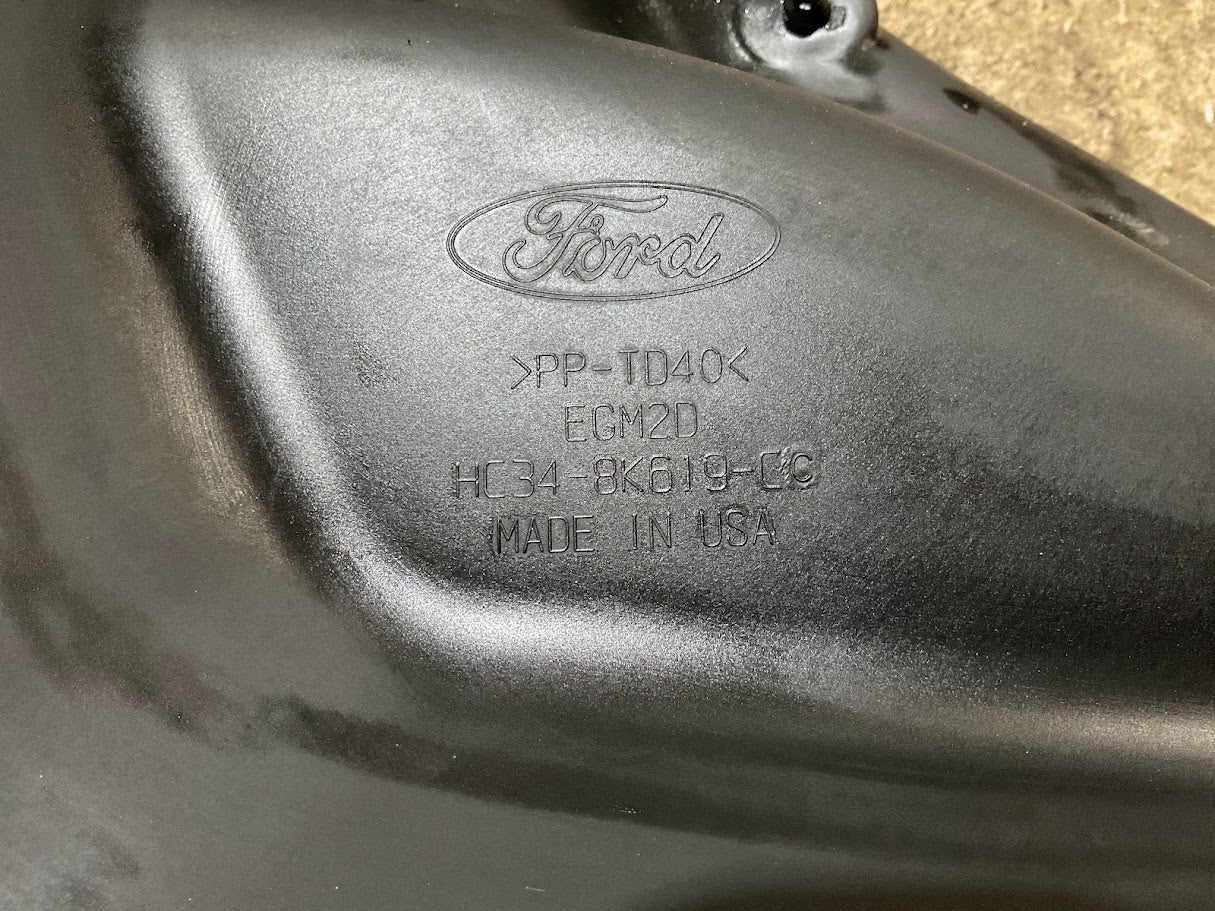 Ford
>PP-TD40<
EGM2D
HC34-8K619-CC
MADE IN USA